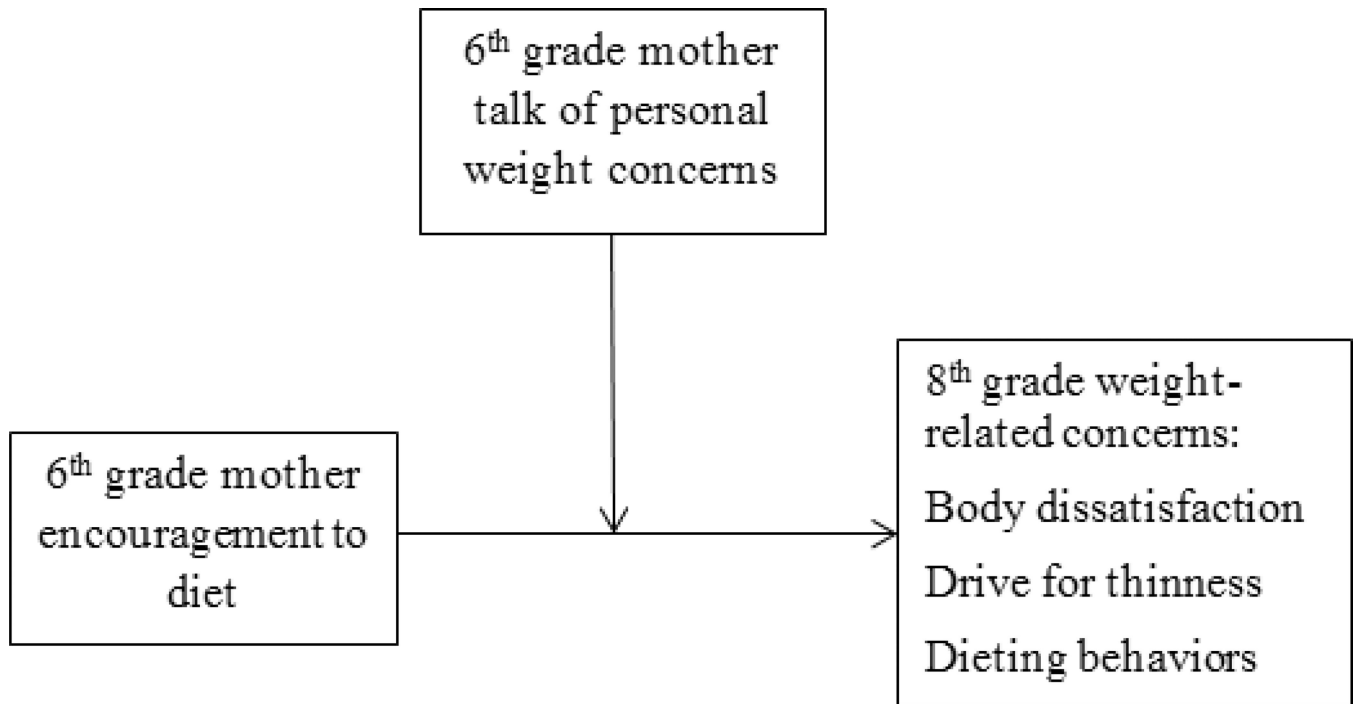 6th grade mother
talk of personal
weight concerns
6th grade mother
encouragement to
diet
8th grade weight-
related concerns:
Body dissatisfaction
Drive for thinness
Dieting behaviors